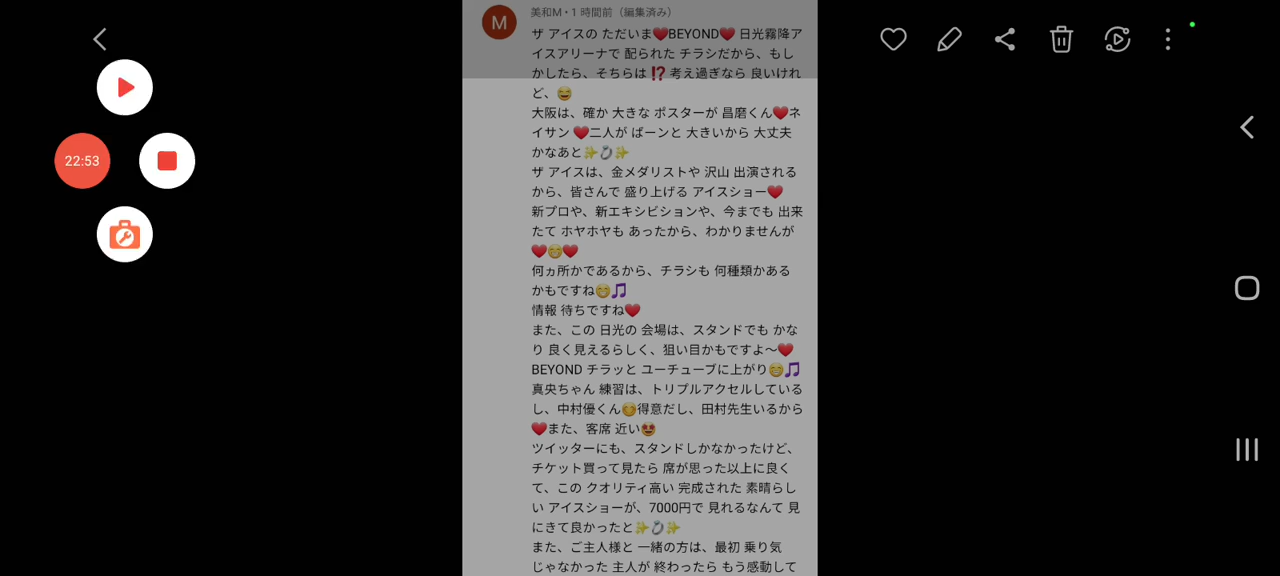 美和M • 1 時間前（編集済み）
M
ザ アイスの ただいま❤️BEYOND❤️ 日光霧降ア
イスアリーナで 配られた チラシだから、もし
かしたら、そちらは ⁉️ 考え過ぎなら 良いけれ
ど、😅
大阪は、確か 大きな ポスターが 昌磨くん❤️ネ
イサン ❤️二人が ばーンと 大きいから 大丈夫
かなあと✨💍✨
ザ アイスは、金メダリストや 沢山 出演される
から、皆さんで 盛り上げる アイスショー❤️
新プロや、新エキシビションや、今までも 出来
たて ホヤホヤも あったから、わかりませんが
❤️😁❤️
何ヵ所かであるから、チラシも 何種類かある
かもですね😁🎵
情報 待ちですね❤️
また、この 日光の 会場は、スタンドでも かな
り 良く見えるらしく、狙い目かもですよ〜❤️
BEYOND チラッと ユーチューブに上がり😁🎵
真央ちゃん 練習は、トリプルアクセルしている
し、中村優くん🤭得意だし、田村先生いるから
❤️また、客席 近い🤩
ツイッターにも、スタンドしかなかったけど、
チケット買って見たら 席が思った以上に良く
て、この クオリティ高い 完成された 素晴らし
い アイスショーが、7000円で 見れるなんて 見
にきて良かったと✨💍✨
また、ご主人様と 一緒の方は、最初 乗り気
じゃなかった 主人が 終わったら もう感動して
22:53